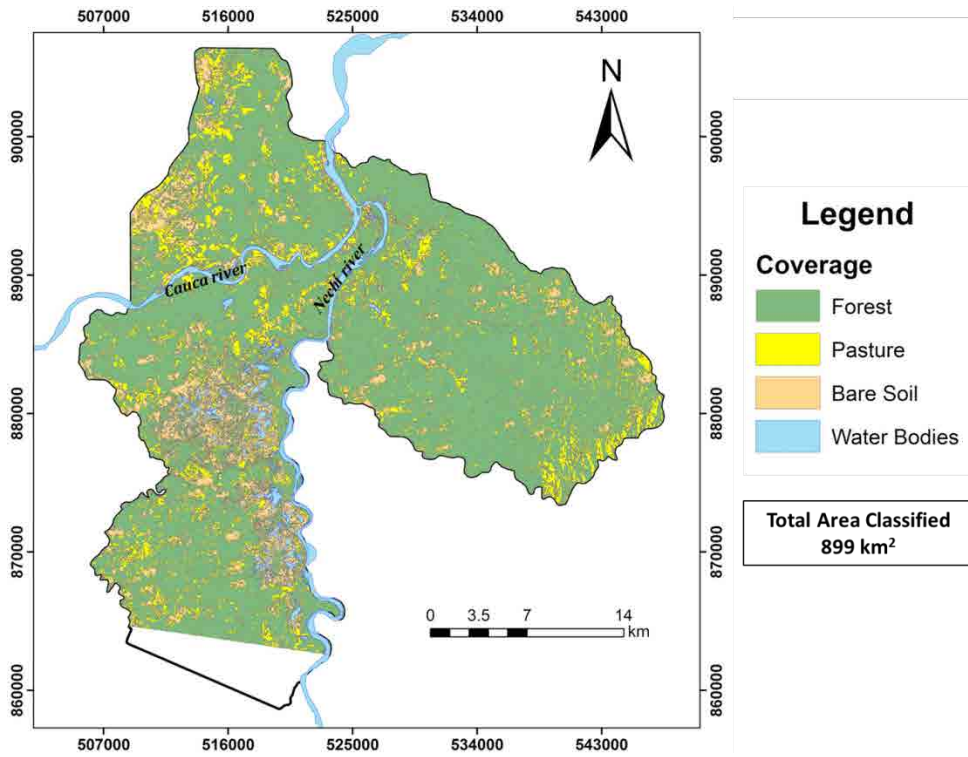 507000 516000 525000 534000 543000
N
900000 900000
890000 890000
880000 880000
870000 870000
860000 860000
Cauca river
Nechí river
0 3.5 7 14
km
507000 516000 525000 534000 543000
Legend
Coverage
Forest
Pasture
Bare Soil
Water Bodies
Total Area Classified
899 km²